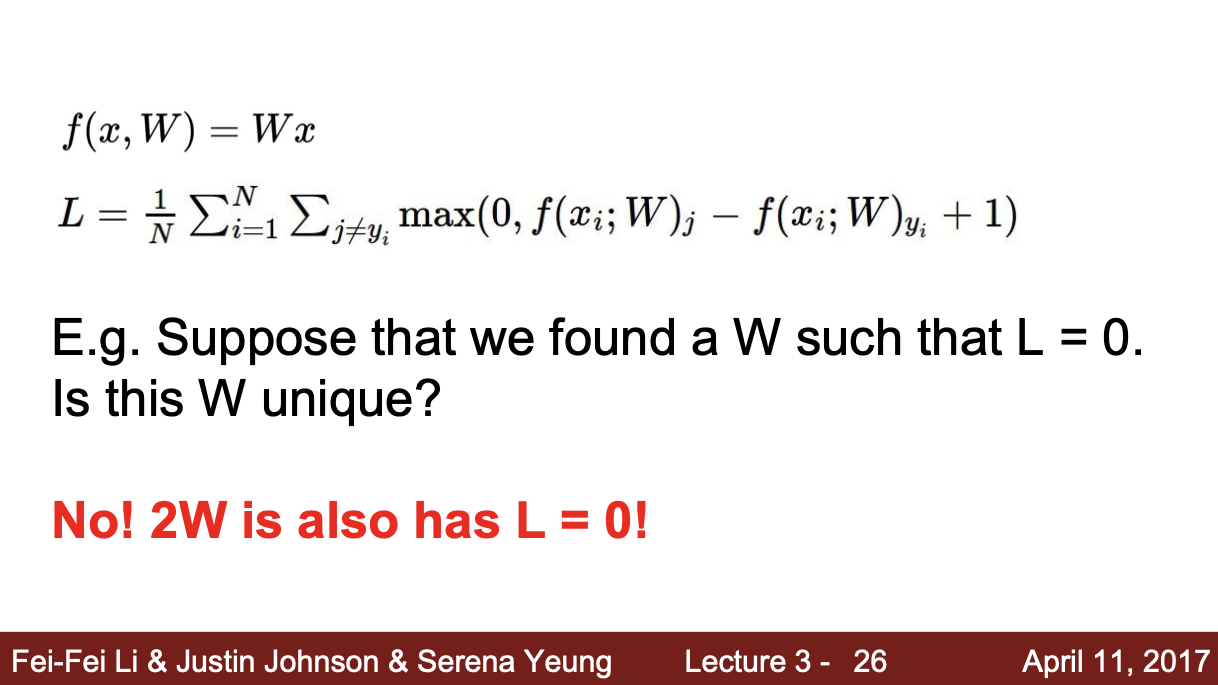 f(x, W) = Wx
L = \frac{1}{N} \sum_{i=1}^{N} \sum_{j \neq y_i} \max(0, f(x_i; W)_j - f(x_i; W)_{y_i} + 1)
E.g. Suppose that we found a W such that L = 0.
Is this W unique?
No! 2W is also has L = 0!
Fei-Fei Li & Justin Johnson & Serena Yeung Lecture 3 - 26 April 11, 2017